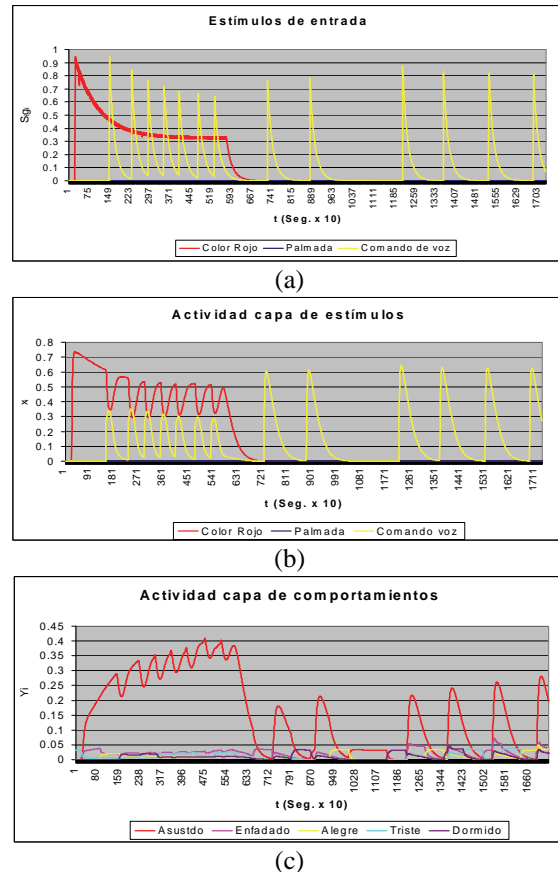 Estímulos de entrada
Sgi
1
0.9
0.8
0.7
0.6
0.5
0.4
0.3
0.2
0.1
0
1 75 149 223 297 371 445 519 593 667 741 815 889 963 1037 1111 1185 1259 1333 1407 1481 1555 1629 1703
t (Seg. x 10)
Color Rojo Palmada Comando de voz
(a)
Actividad capa de estímulos
x
0.8
0.7
0.6
0.5
0.4
0.3
0.2
0.1
0
1 91 181 271 361 451 541 631 721 811 901 991 1081 1171 1261 1351 1441 1531 1621 1711
t (Seg. x 10)
Color Rojo Palmada Comando voz
(b)
Actividad capa de comportamientos
Yi
0.45
0.4
0.35
0.3
0.25
0.2
0.15
0.1
0.05
0
1 80 159 238 317 396 475 554 633 712 791 870 949 1028 1107 1186 1265 1344 1423 1502 1581 1660
t (Seg. x 10)
Asustdo Enfadado Alegre Triste Dormido
(c)